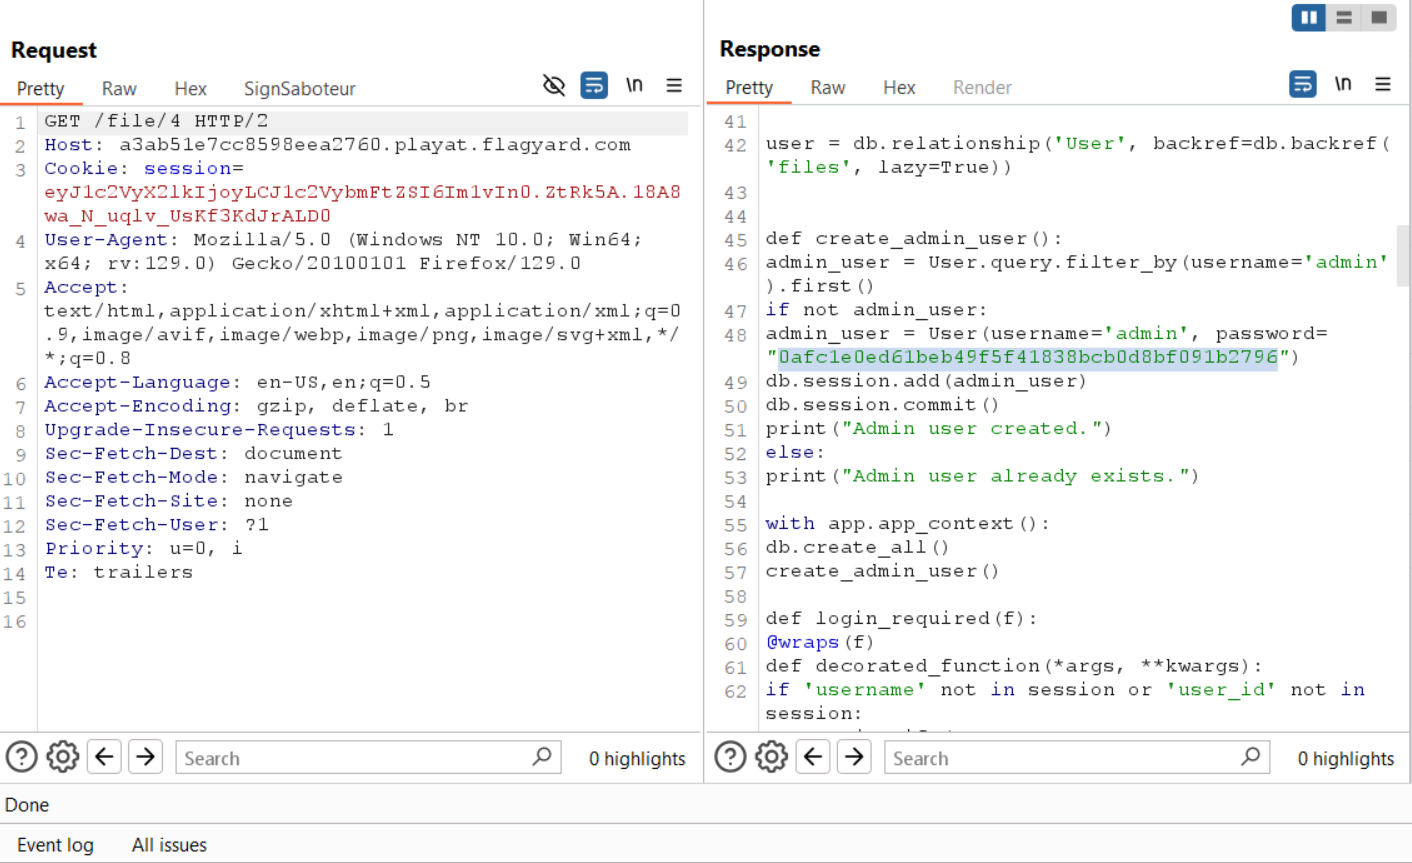 Request
Pretty Raw Hex SignSaboteur \n
1 GET /file/4 HTTP/2
2 Host: a3ab51e7cc8598eea2760.playat.flagyard.com
3 Cookie: session=
eyJ1c2VyX2lkIjoyLCJ1c2VybmFtZSI6Im1vIn0.ZtRk5A.18A8
wa_N_uqlv_UsKf3KdJrALD0
4 User-Agent: Mozilla/5.0 (Windows NT 10.0; Win64;
x64; rv:129.0) Gecko/20100101 Firefox/129.0
5 Accept:
text/html,application/xhtml+xml,application/xml;q=0
.9,image/avif,image/webp,image/png,image/svg+xml,*/
*;q=0.8
6 Accept-Language: en-US,en;q=0.5
7 Accept-Encoding: gzip, deflate, br
8 Upgrade-Insecure-Requests: 1
9 Sec-Fetch-Dest: document
10 Sec-Fetch-Mode: navigate
11 Sec-Fetch-Site: none
12 Sec-Fetch-User: ?1
13 Priority: u=0, i
14 Te: trailers
15
16
Search 0 highlights
Response
Pretty Raw Hex Render \n
41
42 user = db.relationship('User', backref=db.backref(
'files', lazy=True))
43
44
45 def create_admin_user():
46 admin_user = User.query.filter_by(username='admin'
).first()
47 if not admin_user:
48 admin_user = User(username='admin', password=
"0afc1e0ed61beb49f5f41838bcb0d8bf091b2796")
49 db.session.add(admin_user)
50 db.session.commit()
51 print("Admin user created.")
52 else:
53 print("Admin user already exists.")
54
55 with app.app_context():
56 db.create_all()
57 create_admin_user()
58
59 def login_required(f):
60 @wraps(f)
61 def decorated_function(*args, **kwargs):
62 if 'username' not in session or 'user_id' not in
session:
Search 0 highlights
Done
Event log All issues